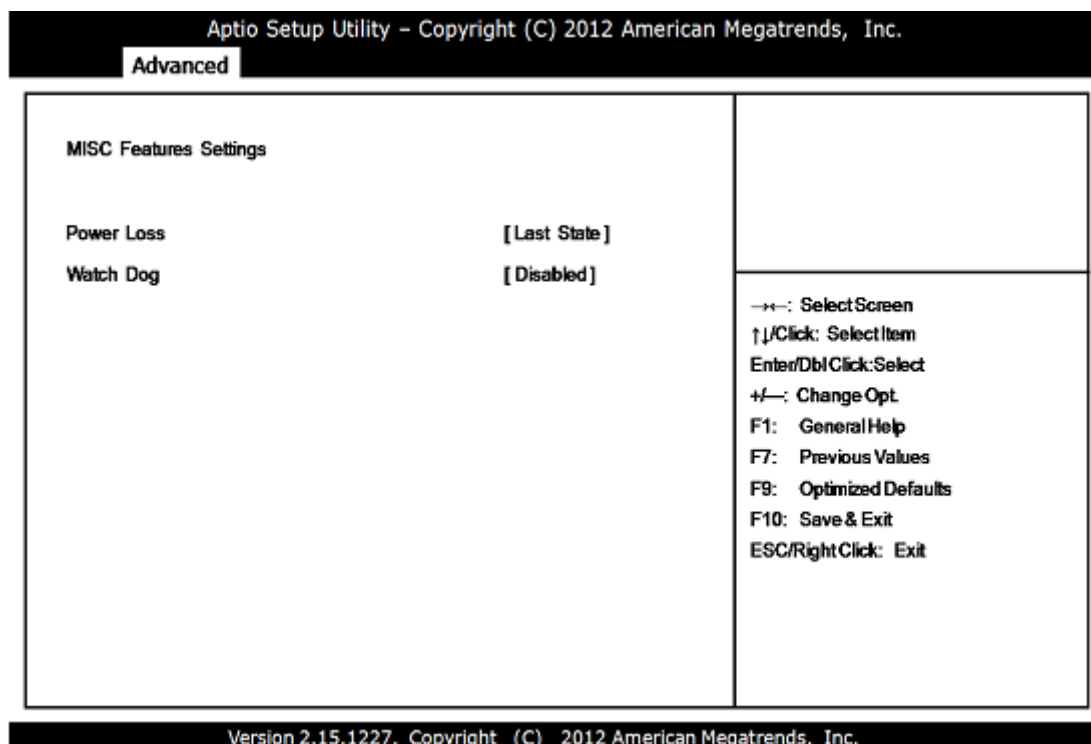 Aptio Setup Utility – Copyright (C) 2012 American Megatrends, Inc.
Advanced
MISC Features Settings
Power Loss [Last State]
Watch Dog [Disabled]
→←: Select Screen
↑↓/Click: Select Item
Enter/Dbl Click:Select
+/—: Change Opt.
F1: General Help
F7: Previous Values
F9: Optimized Defaults
F10: Save & Exit
ESC/Right Click: Exit
Version 2.15.1227. Copyright (C) 2012 American Megatrends, Inc.